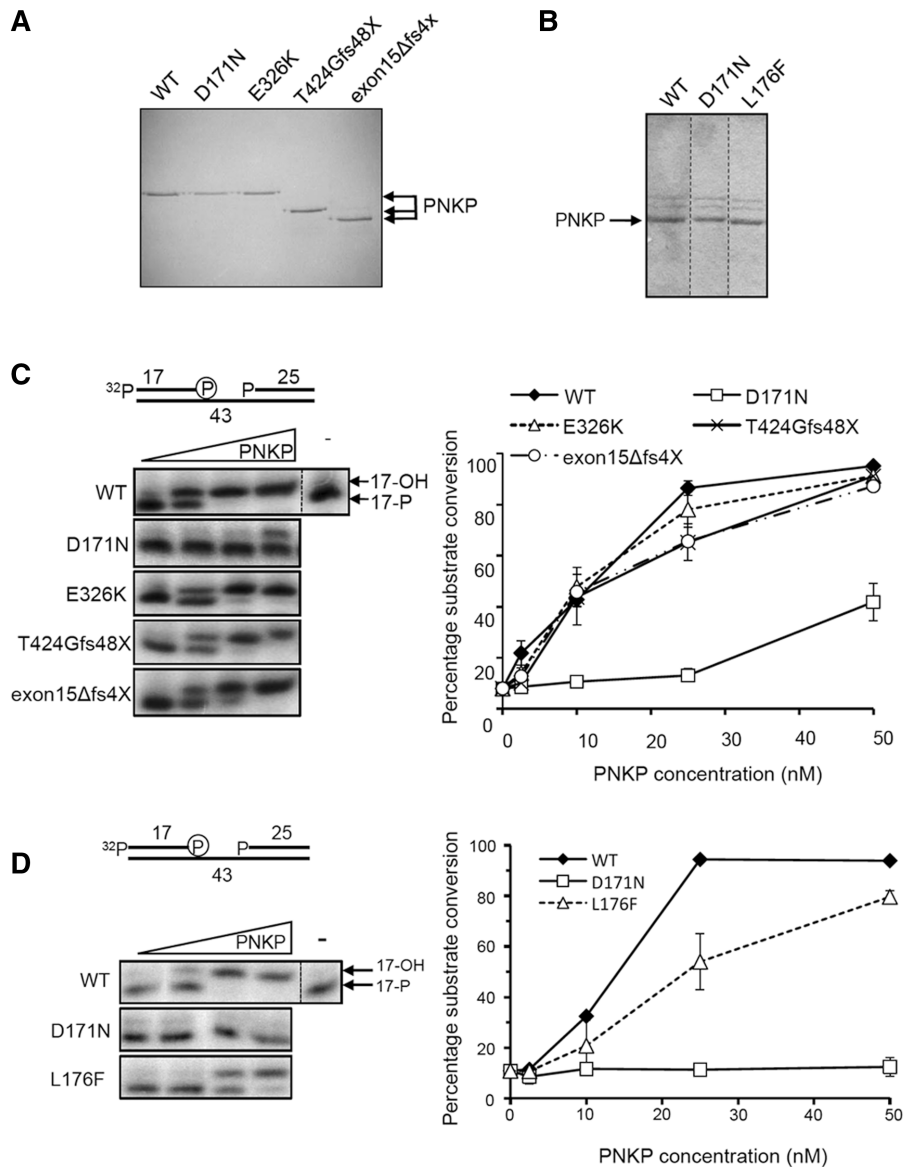 A
WT
D171N
E326K
T424Gfs48X
exon15Δfs4x
PNKP
B
WT
D171N
L176F
PNKP
C
32P 17 P P 25
43
PNKP -
WT
17-OH
17-P
D171N
E326K
T424Gfs48X
exon15Δfs4X
WT D171N
E326K T424Gfs48X
exon15Δfs4X
Percentage substrate conversion
100
80
60
40
20
0
0 10 20 30 40 50
PNKP concentration (nM)
D
32P 17 P P 25
43
PNKP -
WT
17-OH
17-P
D171N
L176F
WT
D171N
L176F
Percentage substrate conversion
100
80
60
40
20
0
0 10 20 30 40 50
PNKP concentration (nM)